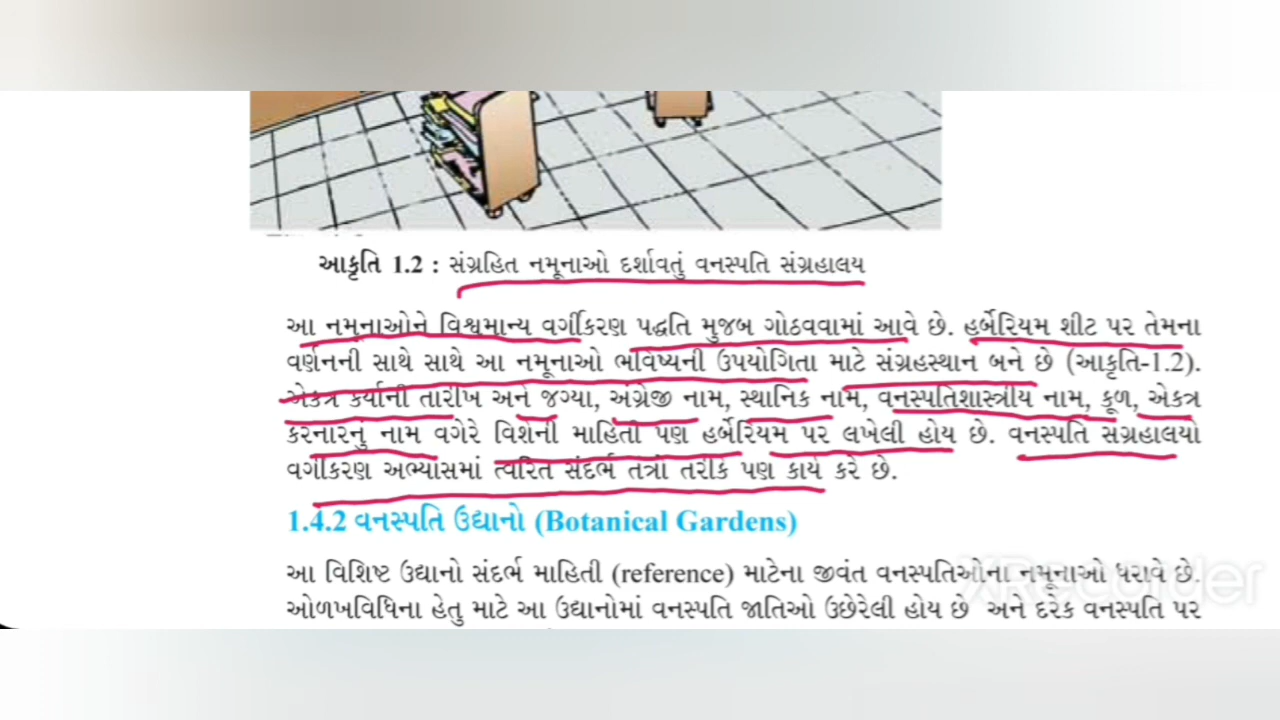 આકૃતિ 1.2 : સંગ્રહિત નમૂનાઓ દર્શાવતું વનસ્પતિ સંગ્રહાલય
આ નમૂનાઓને વિશ્વમાન્ય વર્ગીકરણ પદ્ધતિ મુજબ ગોઠવવામાં આવે છે. હર્બેરિયમ શીટ પર તેમના
વર્ણનની સાથે સાથે આ નમૂનાઓ ભવિષ્યની ઉપયોગિતા માટે સંગ્રહસ્થાન બને છે (આકૃતિ-1.2).
એકત્ર કર્યાની તારીખ અને જગ્યા, અંગ્રેજી નામ, સ્થાનિક નામ, વનસ્પતિશાસ્ત્રીય નામ, કૂળ, એકત્ર
કરનારનું નામ વગેરે વિશેની માહિતી પણ હર્બેરિયમ પર લખેલી હોય છે. વનસ્પતિ સંગ્રહાલયો
વર્ગીકરણ અભ્યાસમાં ત્વરિત સંદર્ભ તંત્રો તરીકે પણ કાર્ય કરે છે.
1.4.2 વનસ્પતિ ઉદ્યાનો (Botanical Gardens)
આ વિશિષ્ટ ઉદ્યાનો સંદર્ભ માહિતી (reference) માટેના જીવંત વનસ્પતિઓના નમૂનાઓ ધરાવે છે.
ઓળખવિધિના હેતુ માટે આ ઉદ્યાનોમાં વનસ્પતિ જાતિઓ ઉછેરેલી હોય છે અને દરેક વનસ્પતિ પર
XRecorder